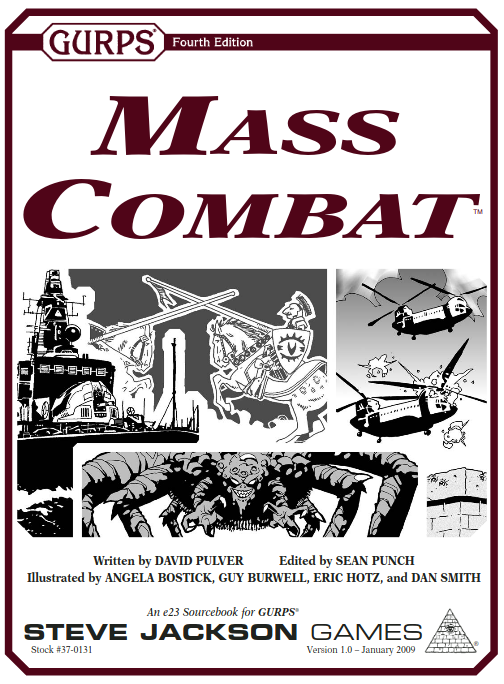 GURPS® Fourth Edition
MASS
COMBAT™
Written by DAVID PULVER Edited by SEAN PUNCH
Illustrated by ANGELA BOSTICK, GUY BURWELL, ERIC HOTZ, and DAN SMITH
An e23 Sourcebook for GURPS®
STEVE JACKSON GAMES ®
Stock #37-0131 Version 1.0 – January 2009